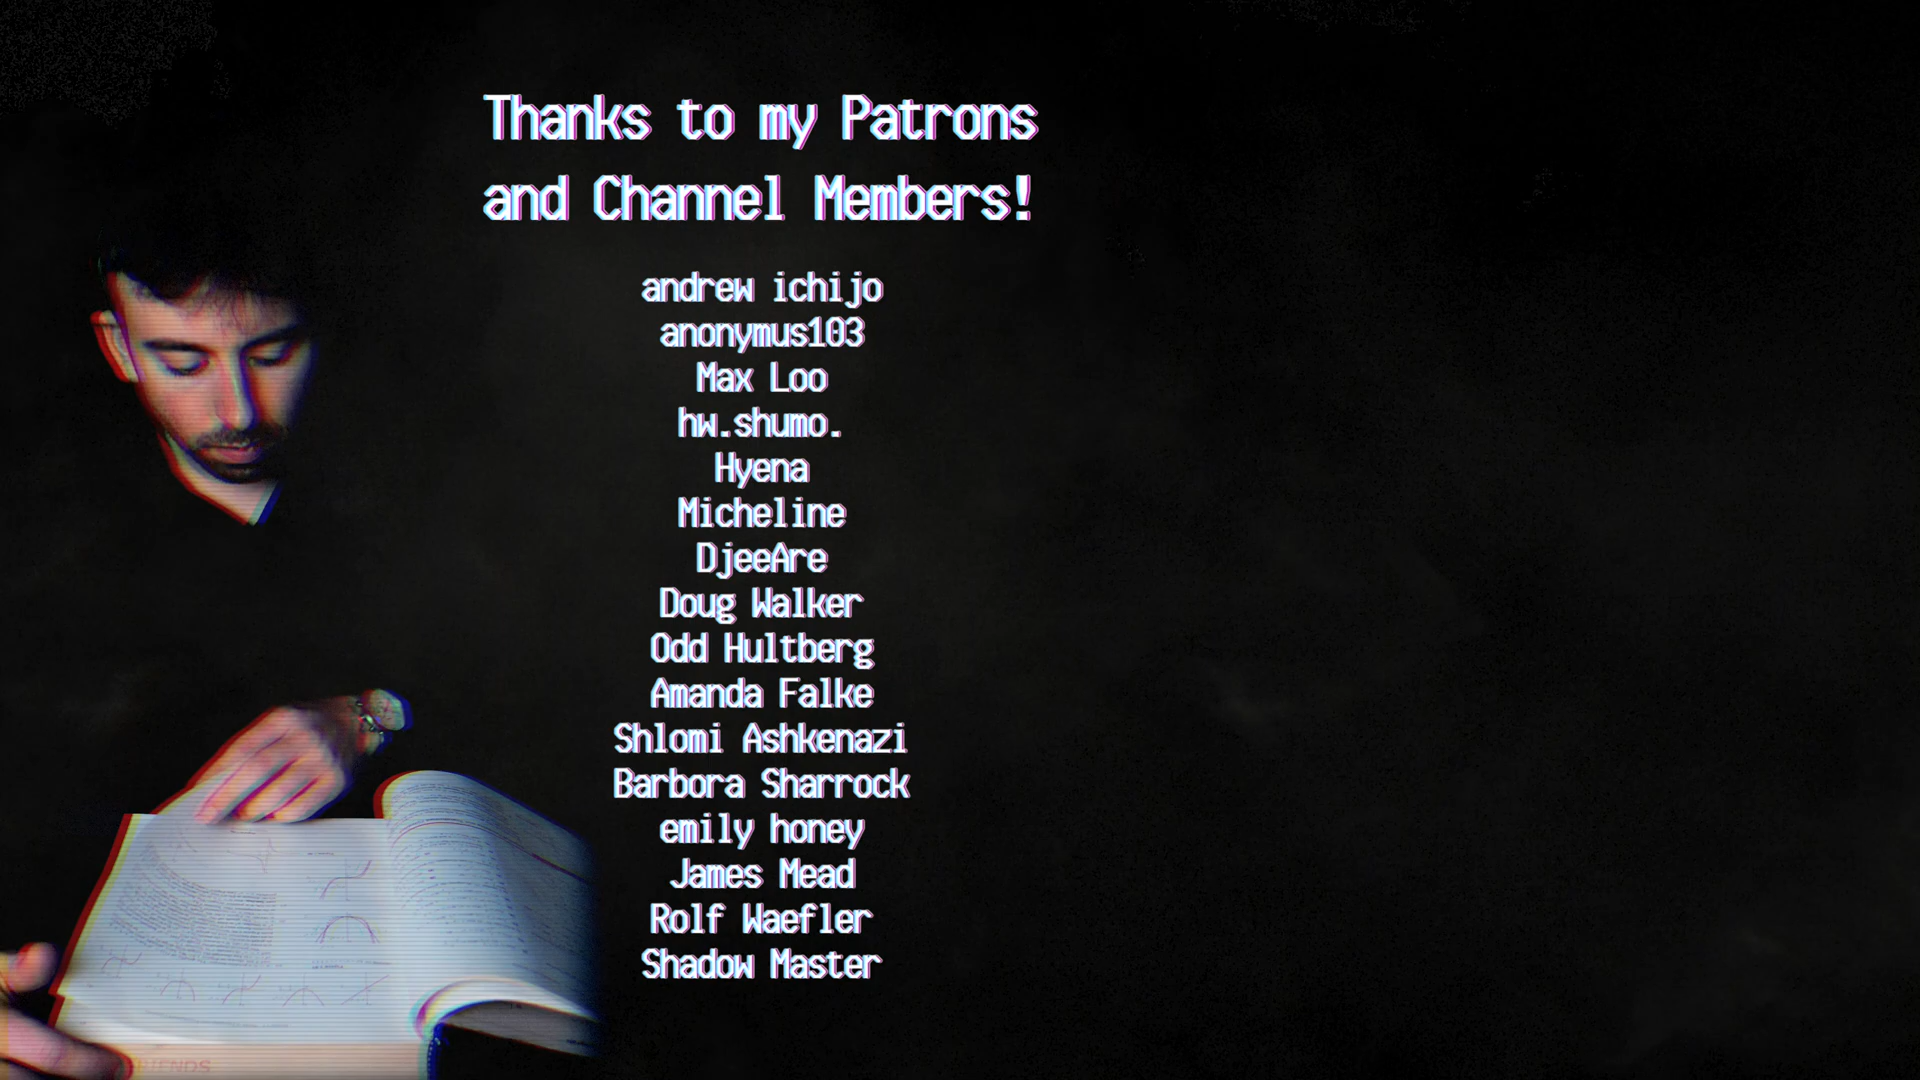 Thanks to my Patrons
and Channel Members!
andrew ichijo
anonymus103
Max Loo
hw.shumo.
Hyena
Micheline
DjeeAre
Doug Walker
Odd Hultberg
Amanda Falke
Shlomi Ashkenazi
Barbora Sharrock
emily honey
James Mead
Rolf Waefler
Shadow Master